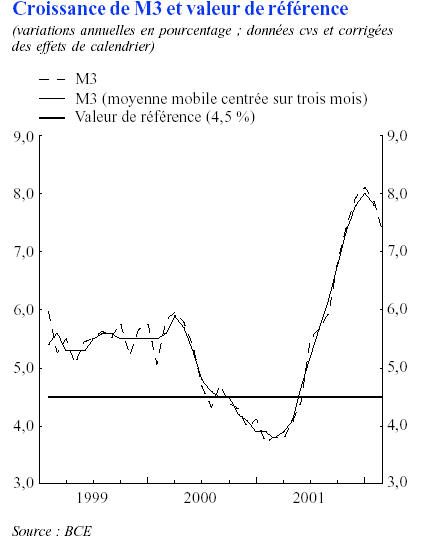 Croissance de M3 et valeur de référence
(variations annuelles en pourcentage ; données cvs et corrigées
des effets de calendrier)
M3
M3 (moyenne mobile centrée sur trois mois)
Valeur de référence (4,5 %)
9,0 9,0
8,0 8,0
7,0 7,0
6,0 6,0
5,0 5,0
4,0 4,0
3,0 3,0
1999 2000 2001
Source : BCE